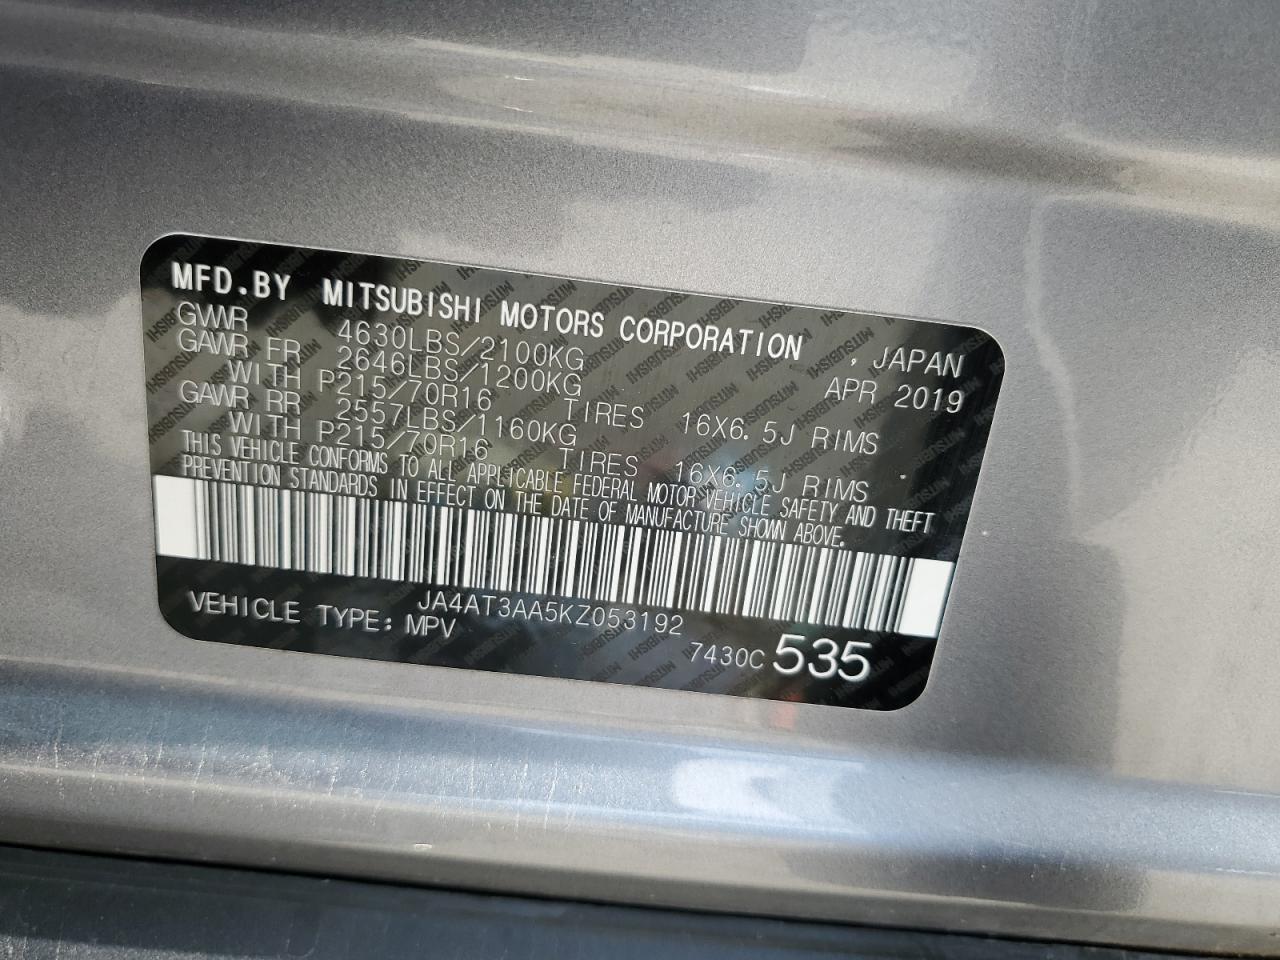 MFD.BY MITSUBISHI MOTORS CORPORATION , JAPAN
GVWR 4630LBS/2100KG APR 2019
GAWR FR 2646LBS/1200KG
WITH P215/70R16 TIRES 16X6.5J RIMS
GAWR RR 2557LBS/1160KG
WITH P215/70R16 TIRES 16X6.5J RIMS
THIS VEHICLE CONFORMS TO ALL APPLICABLE FEDERAL MOTOR VEHICLE SAFETY AND THEFT
PREVENTION STANDARDS IN EFFECT ON THE DATE OF MANUFACTURE SHOWN ABOVE.
JA4AT3AA5KZ053192
VEHICLE TYPE: MPV
7430C 535